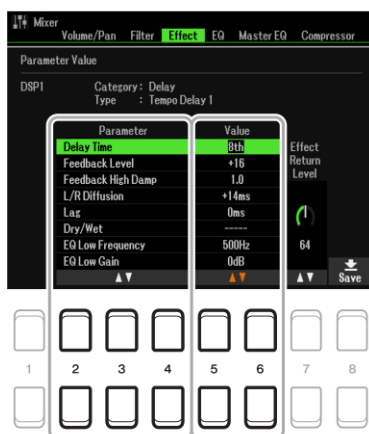 Mixer
Volume/Pan Filter Effect EQ Master EQ Compressor
Parameter Value
DSP1 Category: Delay
Type : Tempo Delay 1
Parameter Value
Delay Time 8th
Feedback Level +16
Feedback High Damp 1.0
L/R Diffusion +14ms
Lag 0ms
Dry/Wet -----
EQ Low Frequency 500Hz
EQ Low Gain 0dB
Effect
Return
Level
64
Save
1 2 3 4 5 6 7 8